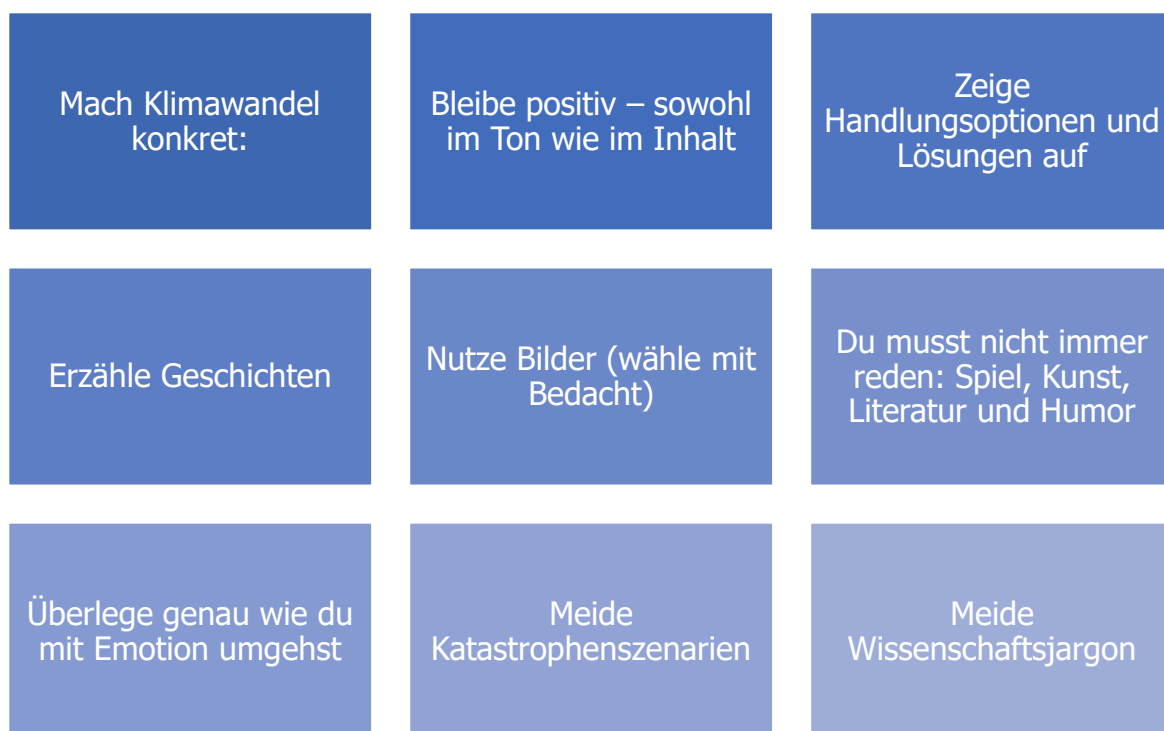 Mach Klimawandel
konkret:
Bleibe positiv – sowohl
im Ton wie im Inhalt
Zeige
Handlungsoptionen und
Lösungen auf
Erzähle Geschichten
Nutze Bilder (wähle mit
Bedacht)
Du musst nicht immer
reden: Spiel, Kunst,
Literatur und Humor
Überlege genau wie du
mit Emotion umgehst
Meide
Katastrophenszenarien
Meide
Wissenschaftsjargon